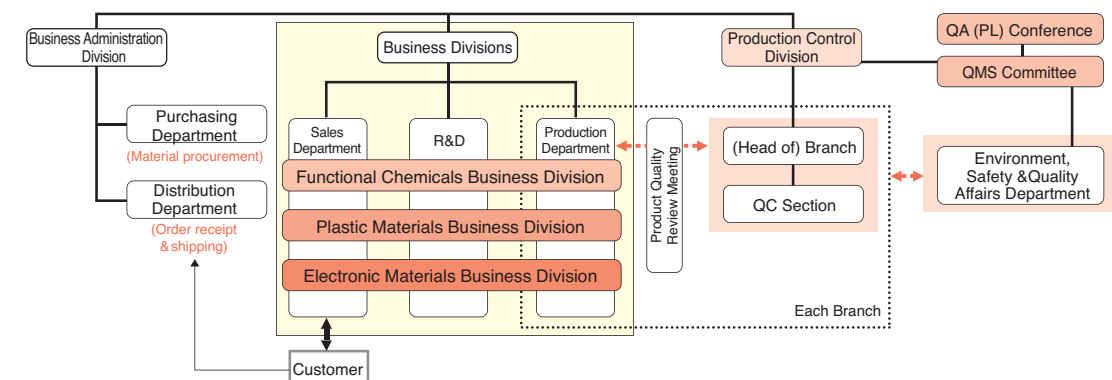 Business Administration
Division
Business Divisions
Production Control
Division
QA (PL) Conference
QMS Committee
Purchasing
Department
(Material procurement)
Distribution
Department
(Order receipt
& shipping)
Sales
Department
R&D
Production
Department
Functional Chemicals Business Division
Plastic Materials Business Division
Electronic Materials Business Division
Product Quality
Review Meeting
(Head of) Branch
QC Section
Environment,
Safety &Quality
Affairs Department
Each Branch
Customer